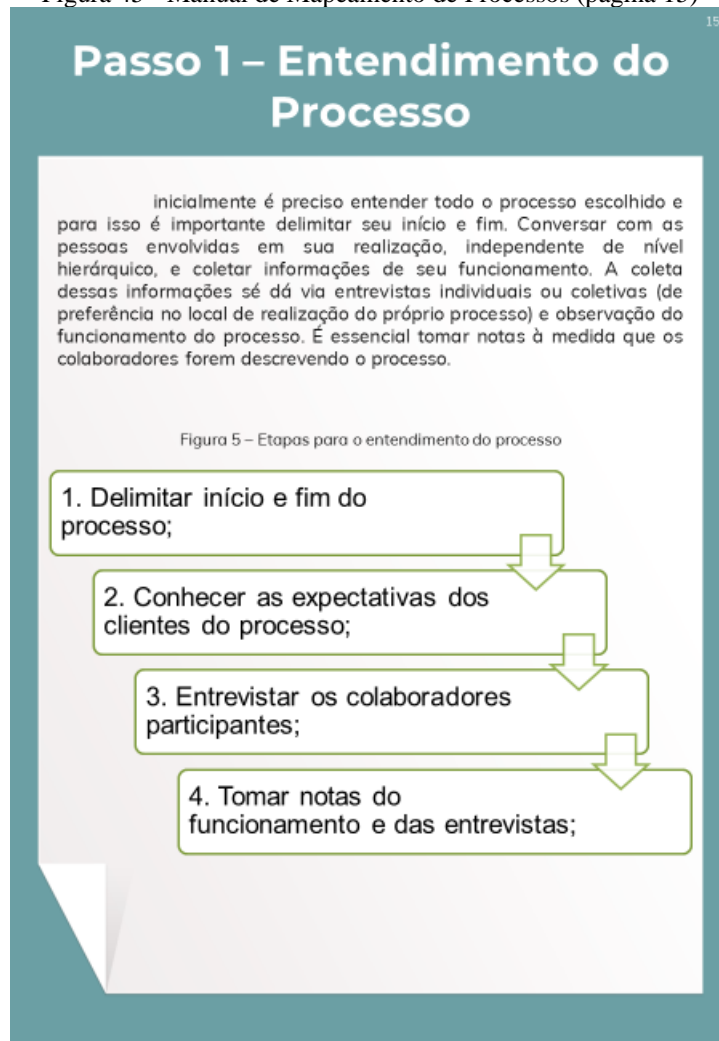 Figura 43 - Manual de Mapeamento de Processos (página 15)
15
Passo 1 – Entendimento do
Processo
inicialmente é preciso entender todo o processo escolhido e
para isso é importante delimitar seu início e fim. Conversar com as
pessoas envolvidas em sua realização, independente de nível
hierárquico, e coletar informações de seu funcionamento. A coleta
dessas informações sé dá via entrevistas individuais ou coletivas (de
preferência no local de realização do próprio processo) e observação do
funcionamento do processo. É essencial tomar notas à medida que os
colaboradores forem descrevendo o processo.
Figura 5 – Etapas para o entendimento do processo
1. Delimitar início e fim do
processo;
2. Conhecer as expectativas dos
clientes do processo;
3. Entrevistar os colaboradores
participantes;
4. Tomar notas do
funcionamento e das entrevistas;